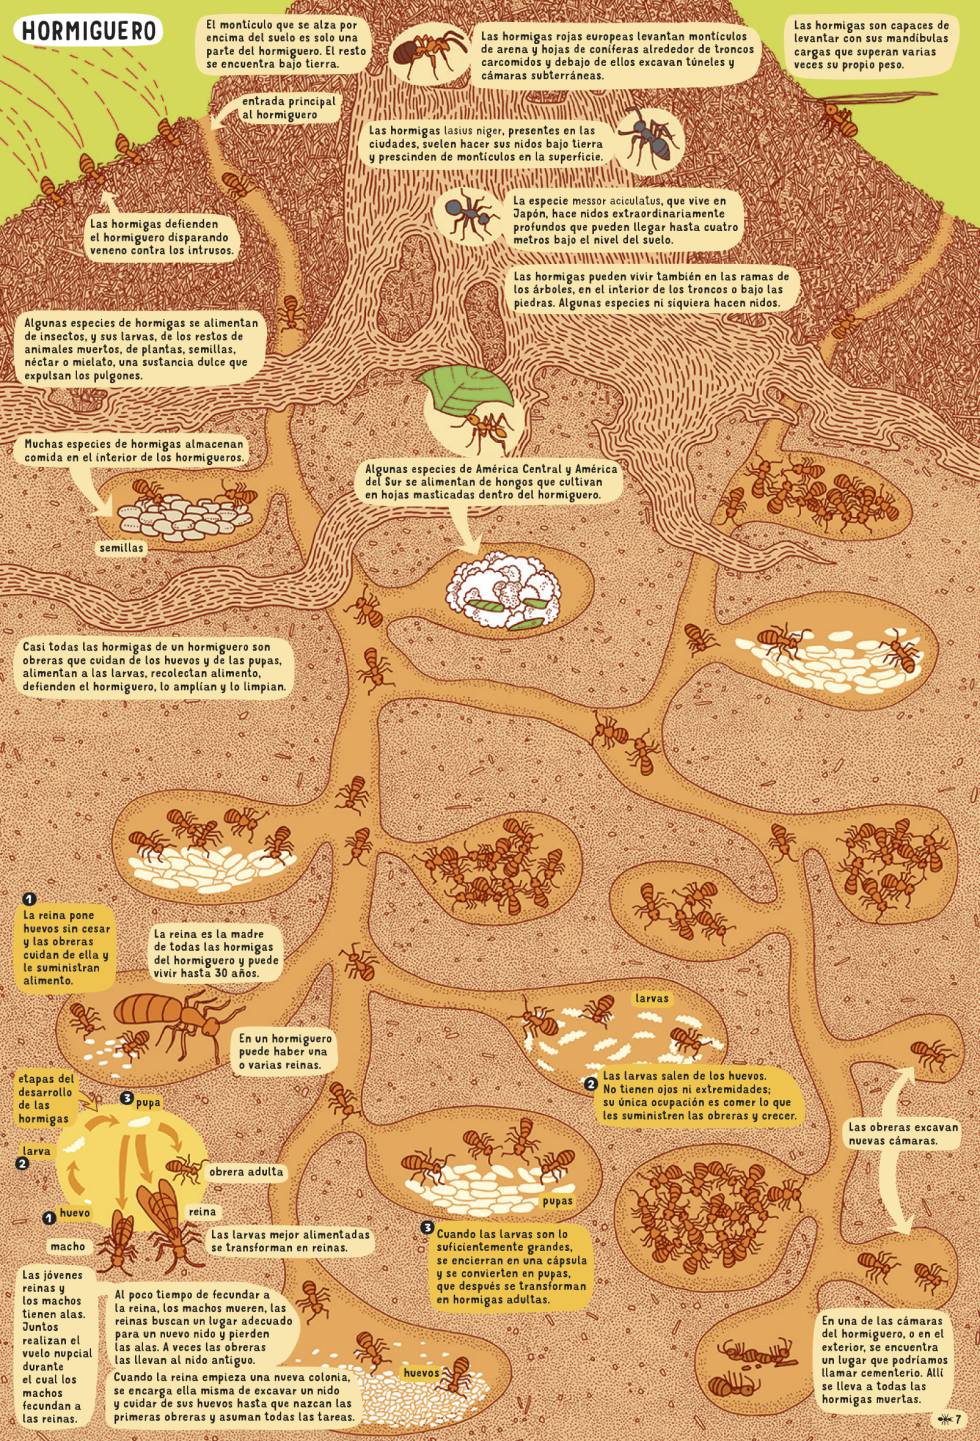 HORMIGUERO
El montículo que se alza por
encima del suelo es solo una
parte del hormiguero. El resto
se encuentra bajo tierra.
Las hormigas rojas europeas levantan montículos
de arena y hojas de coníferas alrededor de troncos
carcomidos y debajo de ellos excavan túneles y
cámaras subterráneas.
Las hormigas son capaces de
levantar con sus mandíbulas
cargas que superan varias
veces su propio peso.
entrada principal
al hormiguero
Las hormigas lasius niger, presentes en las
ciudades, suelen hacer sus nidos bajo tierra
y prescinden de montículos en la superficie.
La especie messor aciculatus, que vive en
Japón, hace nidos extraordinariamente
profundos que pueden llegar hasta cuatro
metros bajo el nivel del suelo.
Las hormigas defienden
el hormiguero disparando
veneno contra los intrusos.
Las hormigas pueden vivir también en las ramas de
los árboles, en el interior de los troncos o bajo las
piedras. Algunas especies ni siquiera hacen nidos.
Algunas especies de hormigas se alimentan
de insectos, y sus larvas, de los restos de
animales muertos, de plantas, semillas,
néctar o mielato, una sustancia dulce que
expulsan los pulgones.
Muchas especies de hormigas almacenan
comida en el interior de los hormigueros.
Algunas especies de América Central y América
del Sur se alimentan de hongos que cultivan
en hojas masticadas dentro del hormiguero.
semillas
Casi todas las hormigas de un hormiguero son
obreras que cuidan de los huevos y de las pupas,
alimentan a las larvas, recolectan alimento,
defienden el hormiguero, lo amplían y lo limpian.
1
La reina pone
huevos sin cesar
y las obreras
cuidan de ella y
le suministran
alimento.
La reina es la madre
de todas las hormigas
del hormiguero y puede
vivir hasta 30 años.
En un hormiguero
puede haber una
o varias reinas.
larvas
2
Las larvas salen de los huevos.
No tienen ojos ni extremidades;
su única ocupación es comer lo que
les suministren las obreras y crecer.
Las obreras excavan
nuevas cámaras.
etapas del
desarrollo
de las
hormigas
3 pupa
larva
2
obrera adulta
1 huevo
reina
macho
Las larvas mejor alimentadas
se transforman en reinas.
pupas
3
Cuando las larvas son lo
suficientemente grandes,
se encierran en una cápsula
y se convierten en pupas,
que después se transforman
en hormigas adultas.
Las jóvenes
reinas y
los machos
tienen alas.
Juntos
realizan el
vuelo nupcial
durante
el cual los
machos
fecundan a
las reinas.
Al poco tiempo de fecundar a
la reina, los machos mueren, las
reinas buscan un lugar adecuado
para un nuevo nido y pierden
las alas. A veces las obreras
las llevan al nido antiguo.
Cuando la reina empieza una nueva colonia,
se encarga ella misma de excavar un nido
y cuidar de sus huevos hasta que nazcan las
primeras obreras y asuman todas las tareas.
huevos
En una de las cámaras
del hormiguero, o en el
exterior, se encuentra
un lugar que podríamos
llamar cementerio. Allí
se lleva a todas las
hormigas muertas.
7